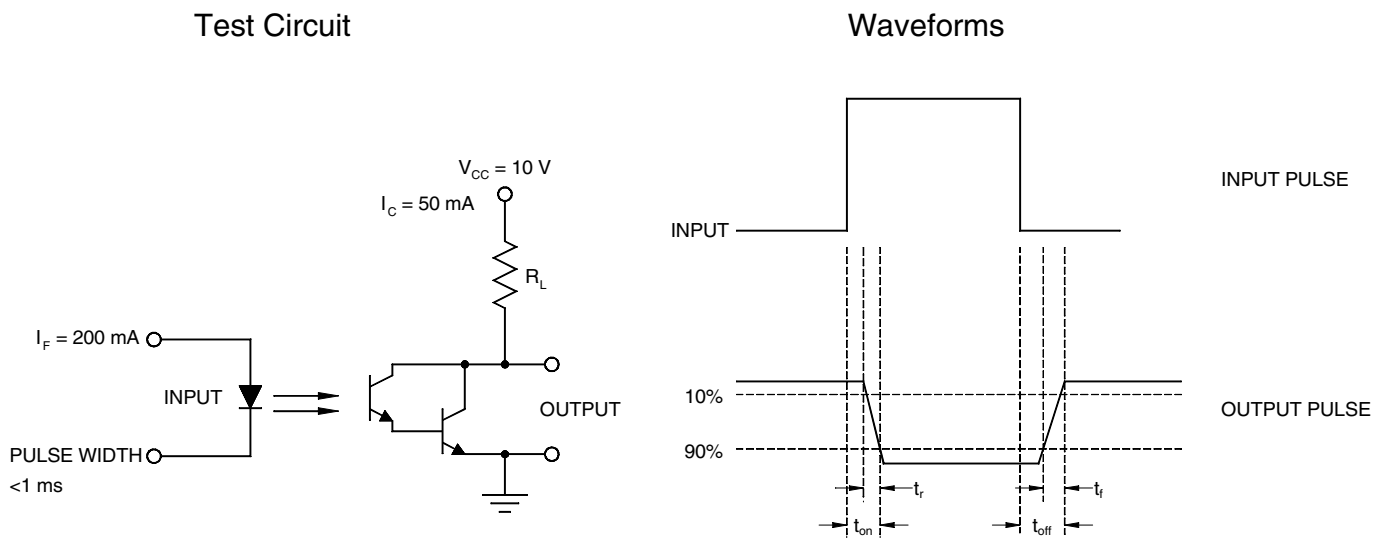 Test Circuit
Waveforms
V_CC = 10 V
I_C = 50 mA
R_L
I_F = 200 mA
INPUT
OUTPUT
PULSE WIDTH
<1 ms
INPUT PULSE
INPUT
10%
OUTPUT PULSE
90%
t_r
t_f
t_on
t_off